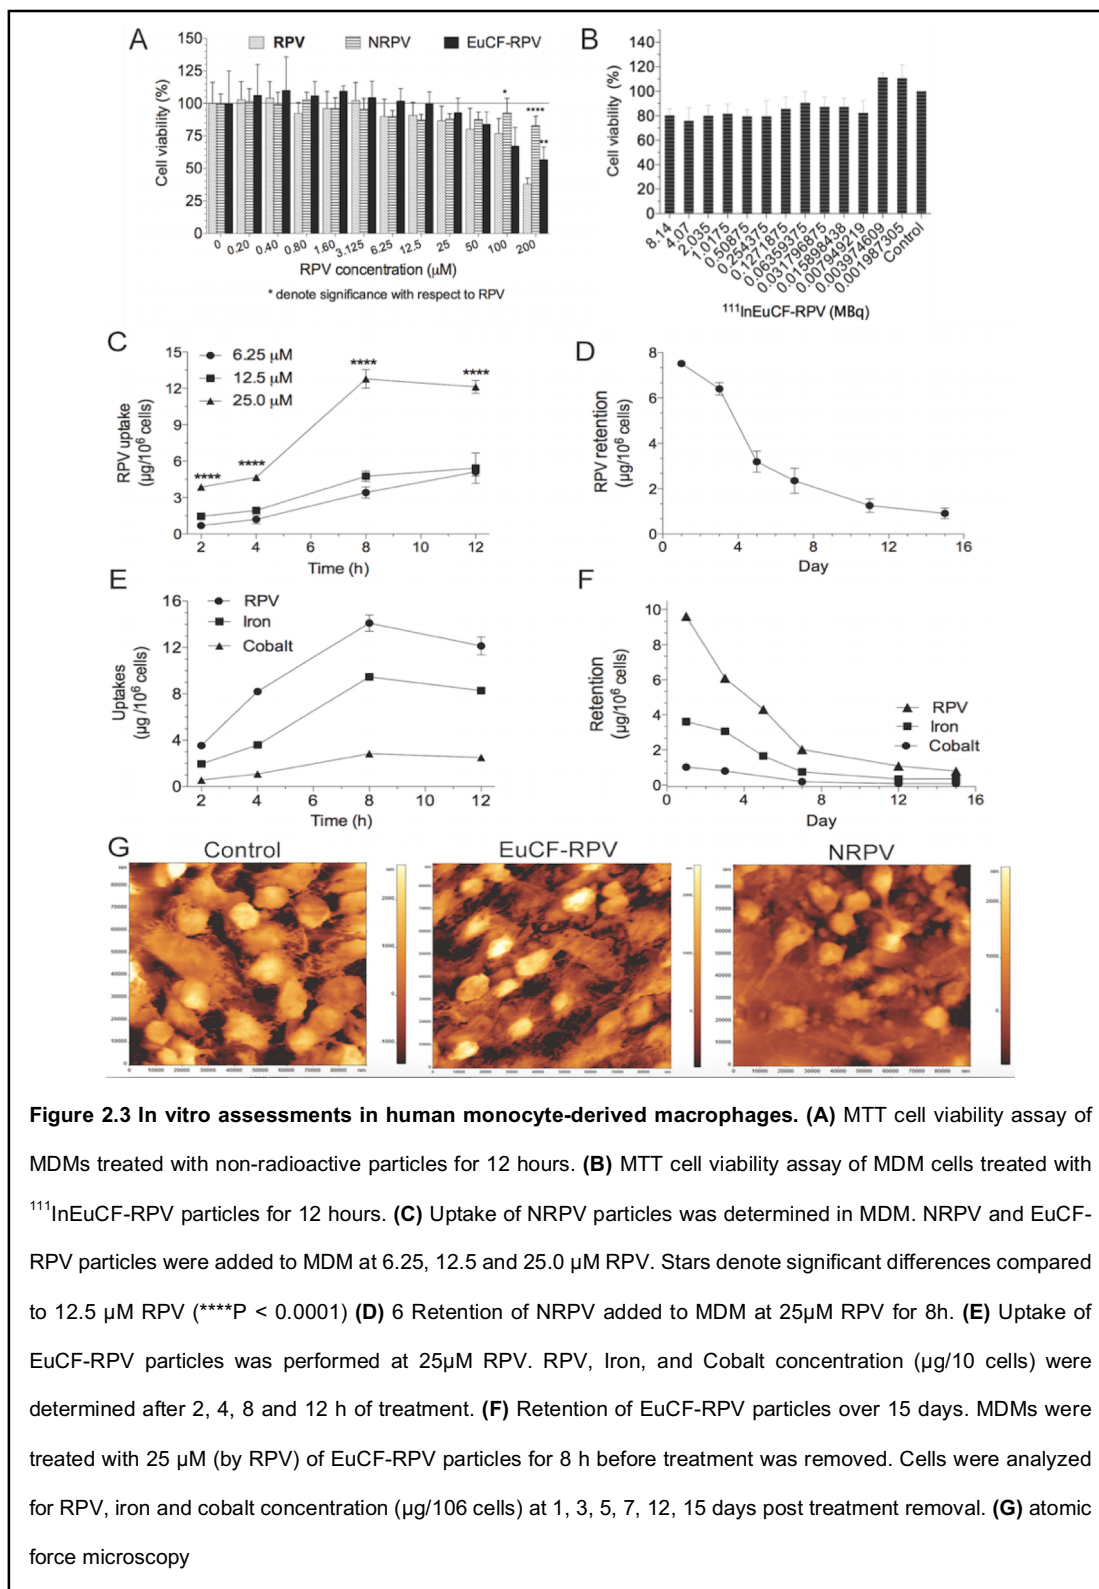 A
RPV
NRPV
EuCF-RPV
Cell viability (%)
150
125
100
75
50
25
0
*
****
**
0
0.20
0.40
0.80
1.60
3.125
6.25
12.5
25
50
100
200
RPV concentration (µM)
* denote significance with respect to RPV
B
Cell viability (%)
140
120
100
80
60
40
20
0
8.14
4.07
2.035
1.0175
0.50875
0.254375
0.1271875
0.06359375
0.031796875
0.015898438
0.007949219
0.003974609
0.001987305
Control
¹¹¹InEuCF-RPV (MBq)
C
6.25 µM
12.5 µM
25.0 µM
RPV uptake
(µg/10⁶ cells)
15
12
9
6
3
0
****
****
****
****
2 4 6 8 10 12
Time (h)
D
RPV retention
(µg/10⁶ cells)
8
6
4
2
0
0 4 8 12 16
Day
E
RPV
Iron
Cobalt
Uptakes
(µg/10⁶ cells)
16
12
8
4
0
2 4 6 8 10 12
Time (h)
F
Retention
(µg/10⁶ cells)
10
8
6
4
2
0
RPV
Iron
Cobalt
0 4 8 12 16
Day
G
Control
EuCF-RPV
NRPV
Figure 2.3 In vitro assessments in human monocyte-derived macrophages. (A) MTT cell viability assay of
MDMs treated with non-radioactive particles for 12 hours. (B) MTT cell viability assay of MDM cells treated with
¹¹¹InEuCF-RPV particles for 12 hours. (C) Uptake of NRPV particles was determined in MDM. NRPV and EuCF-
RPV particles were added to MDM at 6.25, 12.5 and 25.0 µM RPV. Stars denote significant differences compared
to 12.5 µM RPV (****P < 0.0001) (D) 6 Retention of NRPV added to MDM at 25µM RPV for 8h. (E) Uptake of
EuCF-RPV particles was performed at 25µM RPV. RPV, Iron, and Cobalt concentration (µg/10 cells) were
determined after 2, 4, 8 and 12 h of treatment. (F) Retention of EuCF-RPV particles over 15 days. MDMs were
treated with 25 µM (by RPV) of EuCF-RPV particles for 8 h before treatment was removed. Cells were analyzed
for RPV, iron and cobalt concentration (µg/106 cells) at 1, 3, 5, 7, 12, 15 days post treatment removal. (G) atomic
force microscopy